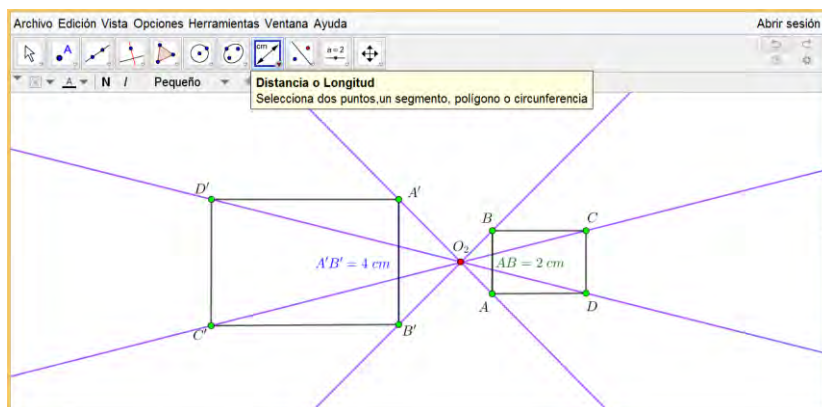 Archivo Edición Vista Opciones Herramientas Ventana Ayuda Abrir sesión
A cm a=2
A N I Pequeño
Distancia o Longitud
Selecciona dos puntos,un segmento, polígono o circunferencia
D′ A′
B C
O₂
A′B′ = 4 cm AB = 2 cm
A D
C′ B′